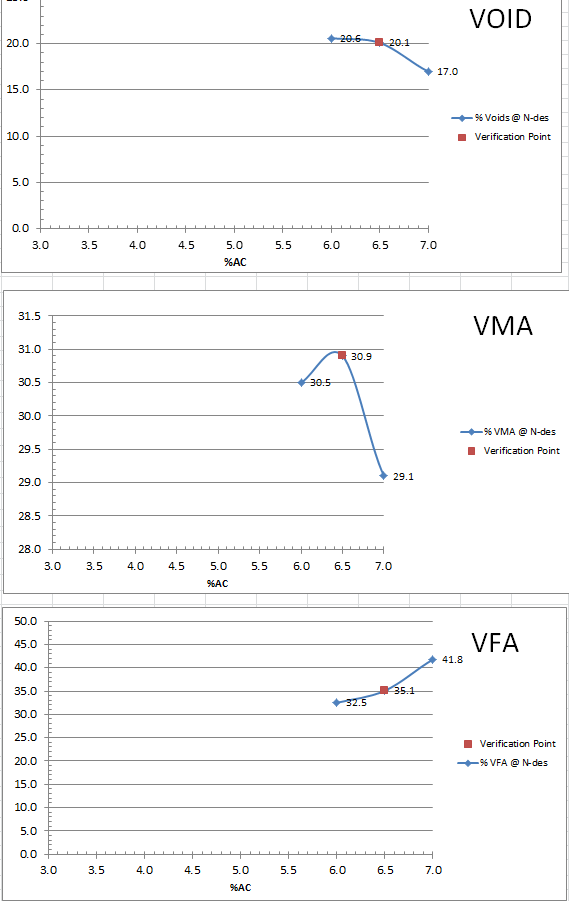 VOID
20.0
20.6
20.1
17.0
15.0
% Voids @ N-des
10.0
Verification Point
5.0
0.0
3.0 3.5 4.0 4.5 5.0 5.5 6.0 6.5 7.0
%AC
31.5
VMA
31.0
30.9
30.5
30.5
30.0
% VMA @ N-des
29.5
Verification Point
29.0
29.1
28.5
28.0
3.0 3.5 4.0 4.5 5.0 5.5 6.0 6.5 7.0
%AC
50.0
VFA
45.0
41.8
40.0
35.0
35.1
32.5
30.0
25.0
Verification Point
20.0
% VFA @ N-des
15.0
10.0
5.0
0.0
3.0 3.5 4.0 4.5 5.0 5.5 6.0 6.5 7.0
%AC